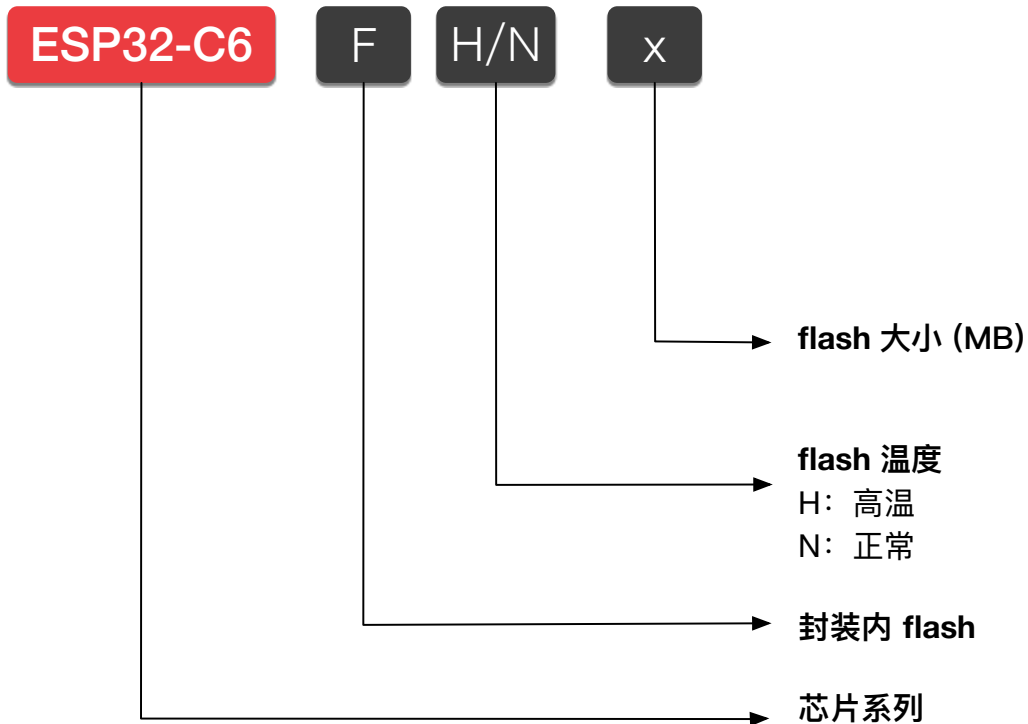 ESP32-C6 F H/N x
flash 大小 (MB)
flash 温度
H：高温
N：正常
封装内 flash
芯片系列